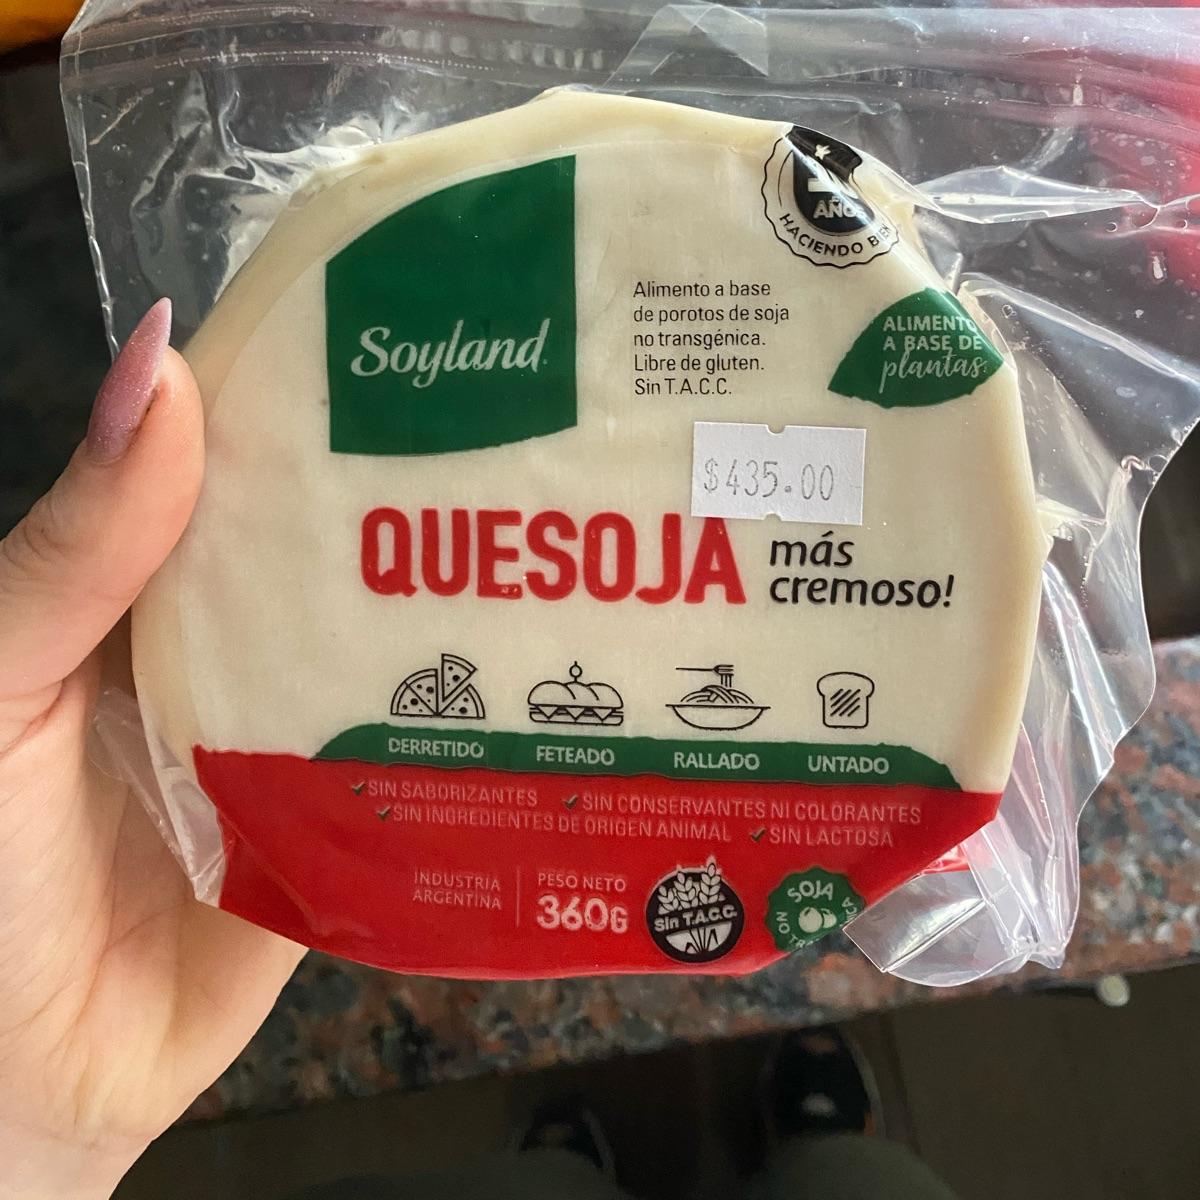 AÑOS
HACIENDO BIEN
Soyland
Alimento a base
de porotos de soja
no transgénica.
Libre de gluten.
Sin T.A.C.C.
ALIMENTO
A BASE DE
plantas
$435.00
QUESOJA
más
cremoso!
DERRETIDO FETEADO RALLADO UNTADO
SIN SABORIZANTES SIN CONSERVANTES NI COLORANTES
SIN INGREDIENTES DE ORIGEN ANIMAL SIN LACTOSA
INDUSTRIA
ARGENTINA
PESO NETO
360G
Sin T.A.C.C.
SOJA
NO